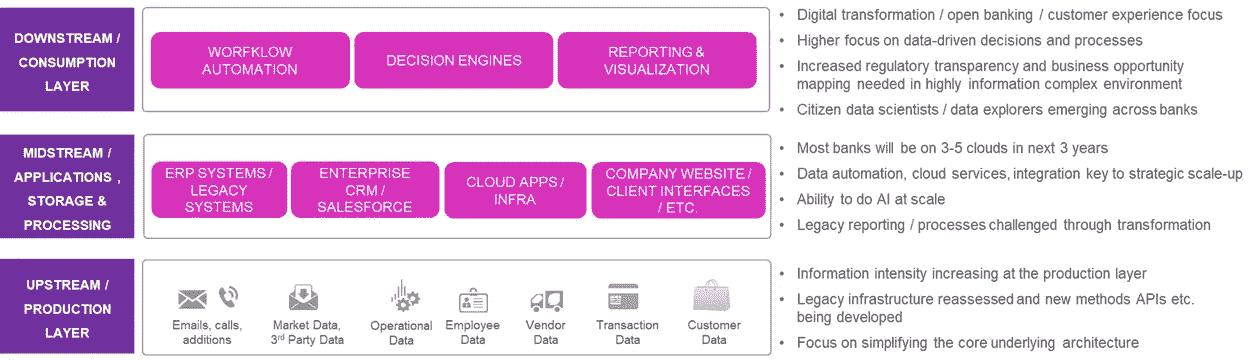 DOWNSTREAM /
CONSUMPTION
LAYER
WORFKLOW
AUTOMATION
DECISION ENGINES
REPORTING &
VISUALIZATION
• Digital transformation / open banking / customer experience focus
• Higher focus on data-driven decisions and processes
• Increased regulatory transparency and business opportunity
mapping needed in highly information complex environment
• Citizen data scientists / data explorers emerging across banks
MIDSTREAM /
APPLICATIONS ,
STORAGE &
PROCESSING
ERP SYSTEMS /
LEGACY
SYSTEMS
ENTERPRISE
CRM /
SALESFORCE
CLOUD APPS /
INFRA
COMPANY WEBSITE /
CLIENT INTERFACES
/ ETC.
• Most banks will be on 3-5 clouds in next 3 years
• Data automation, cloud services, integration key to strategic scale-up
• Ability to do AI at scale
• Legacy reporting / processes challenged through transformation
UPSTREAM /
PRODUCTION
LAYER
Emails, calls,
additions
Market Data,
3rd Party Data
Operational
Data
Employee
Data
Vendor
Data
Transaction
Data
Customer
Data
• Information intensity increasing at the production layer
• Legacy infrastructure reassessed and new methods APIs etc.
being developed
• Focus on simplifying the core underlying architecture